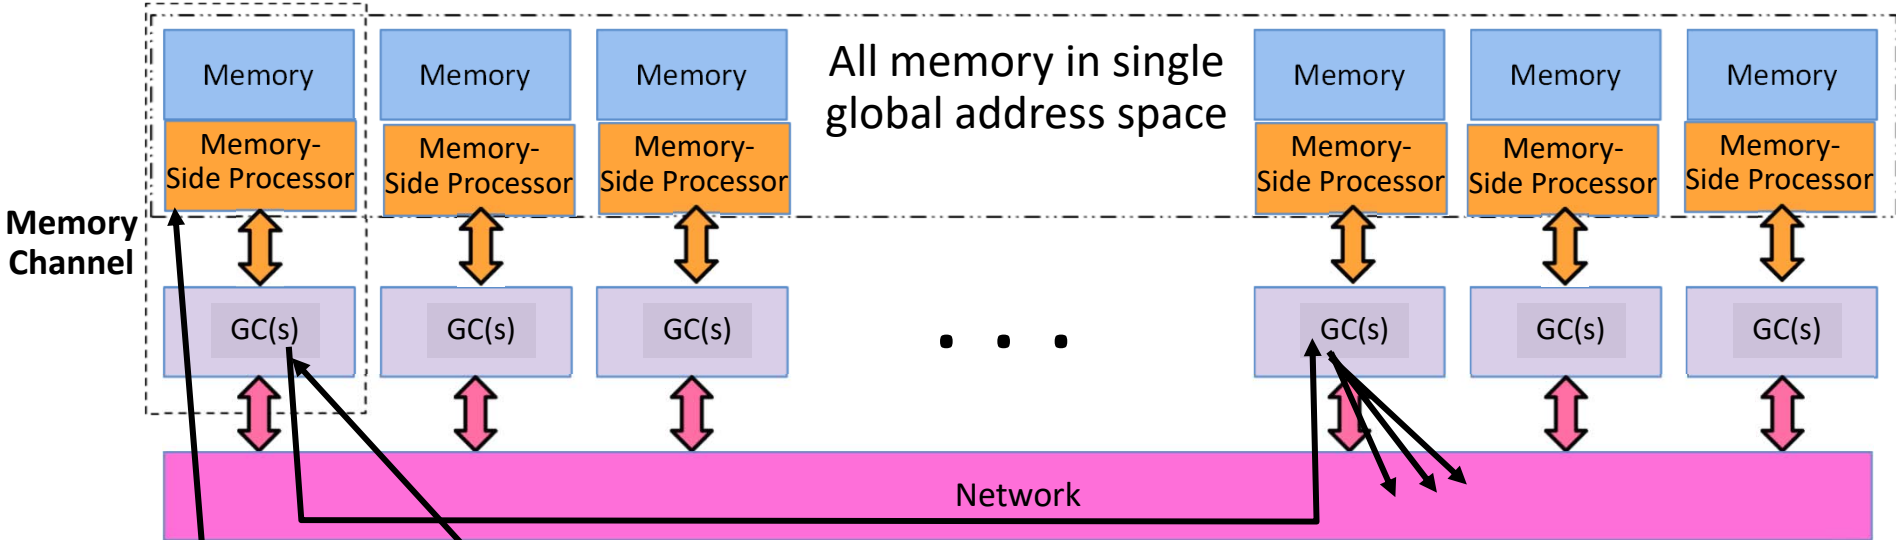 Memory
Memory
Memory
All memory in single
global address space
Memory
Memory
Memory
Memory-
Side Processor
Memory-
Side Processor
Memory-
Side Processor
Memory-
Side Processor
Memory-
Side Processor
Memory-
Side Processor
Memory
Channel
GC(s)
GC(s)
GC(s)
. . .
GC(s)
GC(s)
GC(s)
Network